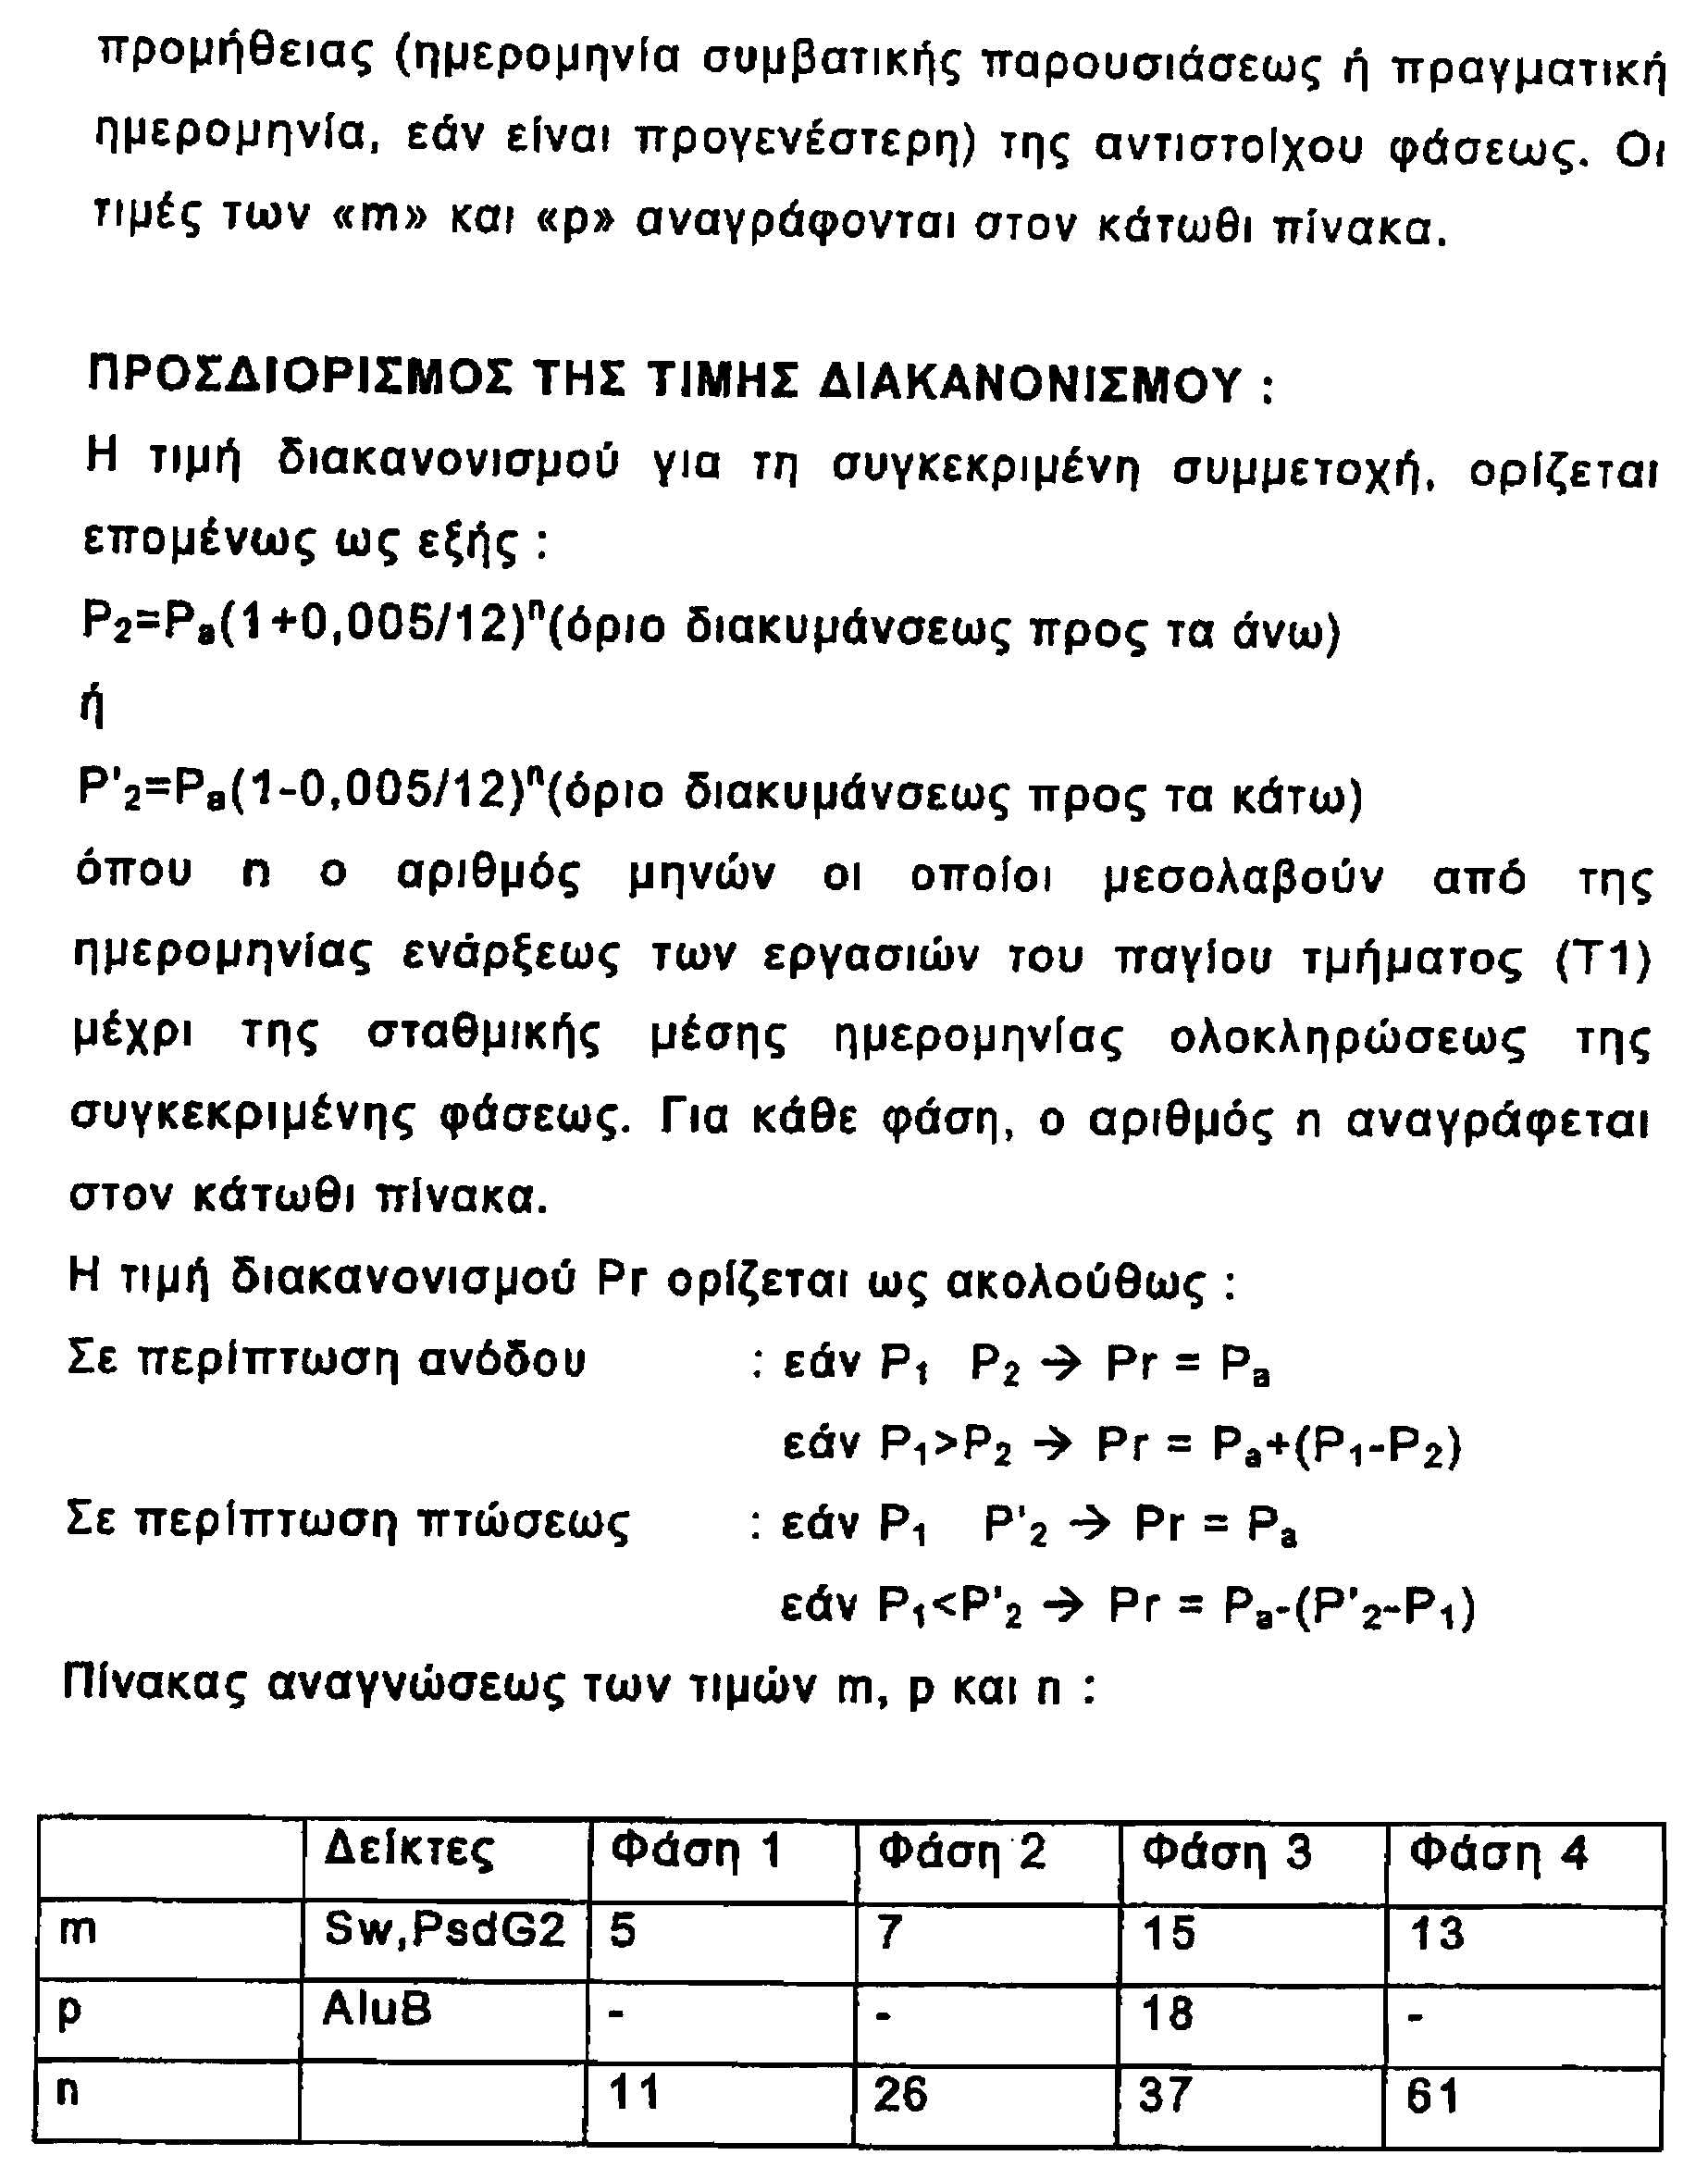 προμήθειας (ημερομηνία συμβατικής παρουσιάσεως ή πραγματική
ημερομηνία, εάν είναι προγενέστερη) της αντιστοίχου φάσεως. Οι
τιμές των «m» και «p» αναγράφονται στον κάτωθι πίνακα.
ΠΡΟΣΔΙΟΡΙΣΜΟΣ ΤΗΣ ΤΙΜΗΣ ΔΙΑΚΑΝΟΝΙΣΜΟΥ :
Η τιμή διακανονισμού για τη συγκεκριμένη συμμετοχή, ορίζεται
επομένως ως εξής :
P₂=Pₐ(1+0,005/12)ⁿ(όριο διακυμάνσεως προς τα άνω)
ή
P'₂=Pₐ(1-0,005/12)ⁿ(όριο διακυμάνσεως προς τα κάτω)
όπου n ο αριθμός μηνών οι οποίοι μεσολαβούν από της
ημερομηνίας ενάρξεως των εργασιών του παγίου τμήματος (Τ1)
μέχρι της σταθμικής μέσης ημερομηνίας ολοκληρώσεως της
συγκεκριμένης φάσεως. Για κάθε φάση, ο αριθμός n αναγράφεται
στον κάτωθι πίνακα.
Η τιμή διακανονισμού Pr ορίζεται ως ακολούθως :
Σε περίπτωση ανόδου : εάν P₁ P₂ → Pr = Pₐ
εάν P₁>P₂ → Pr = Pₐ+(P₁-P₂)
Σε περίπτωση πτώσεως : εάν P₁ P'₂ → Pr = Pₐ
εάν P₁<P'₂ → Pr = Pₐ-(P'₂-P₁)
Πίνακας αναγνώσεως των τιμών m, p και n :
Δείκτες Φάση 1 Φάση 2 Φάση 3 Φάση 4
m Sw,PsdG2 5 7 15 13
p AluB - - 18 -
n 11 26 37 61